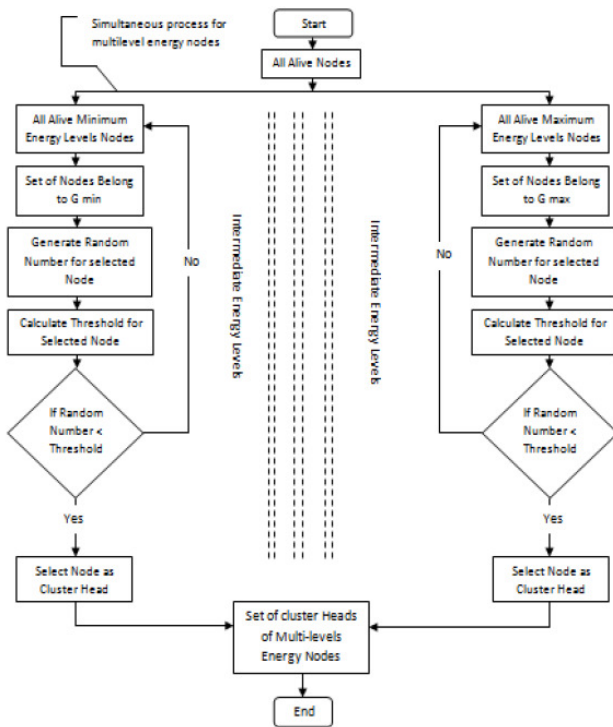 Simultaneous process for
multilevel energy nodes
Start
All Alive Nodes
All Alive Minimum
Energy Levels Nodes
Set of Nodes Belong
to G min
Generate Random
Number for selected
Node
Calculate Threshold for
Selected Node
If Random
Number <
Threshold
No
Yes
Select Node as
Cluster Head
Intermediate Energy Levels
Intermediate Energy Levels
All Alive Maximum
Energy Levels Nodes
Set of Nodes Belong
to G max
Generate Random
Number for selected
Node
Calculate Threshold for
Selected Node
If Random
Number <
Threshold
No
Yes
Select Node as
Cluster Head
Set of cluster Heads
of Multi-levels
Energy Nodes
End